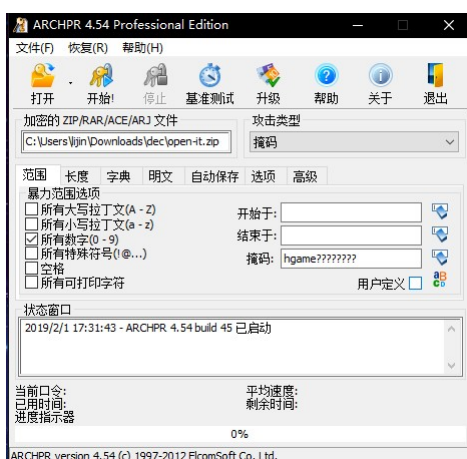 ARCHPR 4.54 Professional Edition
文件(F) 恢复(R) 帮助(H)
打开 开始! 停止 基准测试 升级 帮助 关于 退出
加密的 ZIP/RAR/ACE/ARJ 文件 攻击类型
C:\Users\lijin\Downloads\dec\open-it.zip 掩码
范围 长度 字典 明文 自动保存 选项 高级
暴力范围选项
所有大写拉丁文(A - Z) 开始于:
所有小写拉丁文(a - z)
所有数字(0 - 9) 结束于:
所有特殊符号(!@...) 掩码: hgame????????
空格
所有可打印字符 用户定义
状态窗口
2019/2/1 17:31:43 - ARCHPR 4.54 build 45 已启动
当前口令: 平均速度:
已用时间: 剩余时间:
进度指示器
0%
ARCHPR version 4.54 (c) 1997-2012 ElcomSoft Co. Ltd.